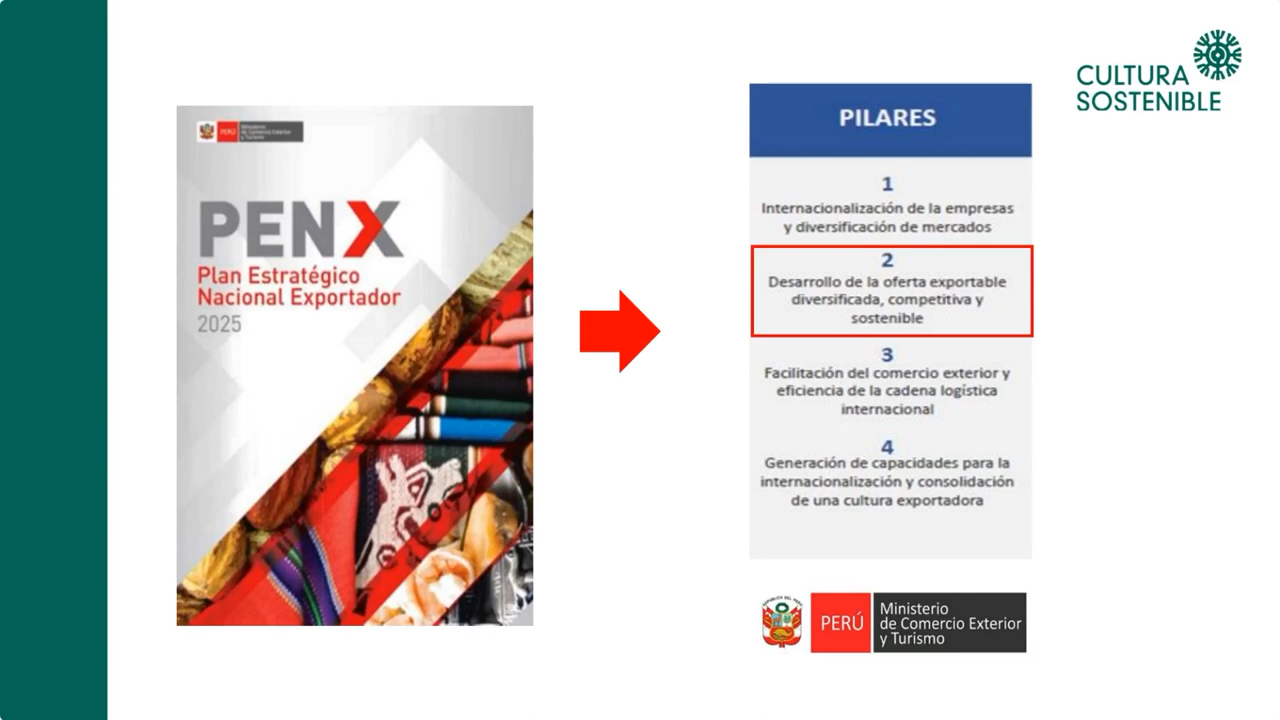 CULTURA
SOSTENIBLE
PERÚ
Ministerio
de Comercio Exterior
y Turismo
PENX
Plan Estratégico
Nacional Exportador
2025
PILARES
1
Internacionalización de la empresas
y diversificación de mercados
2
Desarrollo de la oferta exportable
diversificada, competitiva y
sostenible
3
Facilitación del comercio exterior y
eficiencia de la cadena logística
internacional
4
Generación de capacidades para la
internacionalización y consolidación
de una cultura exportadora
PERÚ
Ministerio
de Comercio Exterior
y Turismo